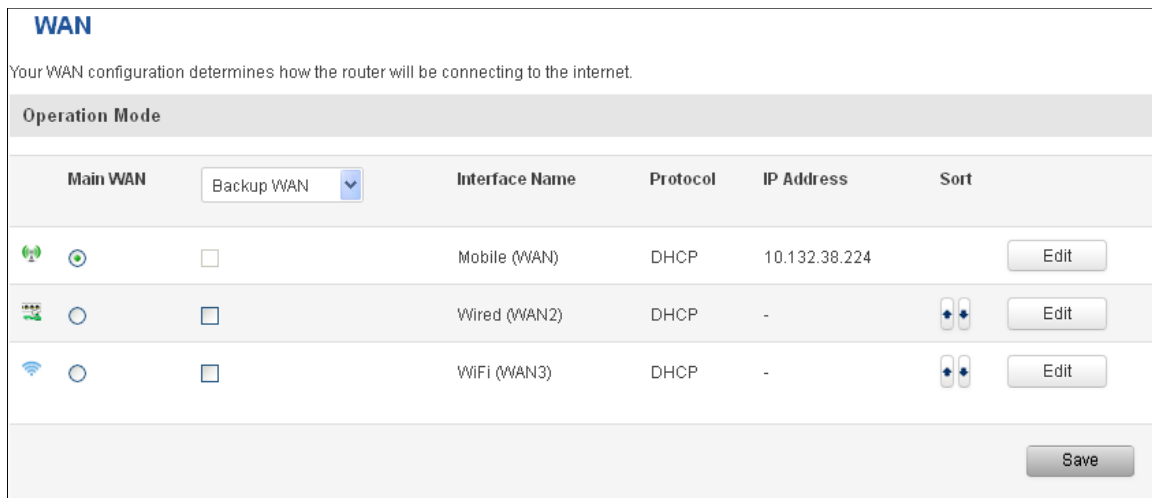 WAN
Your WAN configuration determines how the router will be connecting to the internet.
Operation Mode
Main WAN Backup WAN Interface Name Protocol IP Address Sort
Mobile (WAN) DHCP 10.132.38.224 Edit
Wired (WAN2) DHCP - Edit
WiFi (WAN3) DHCP - Edit
Save